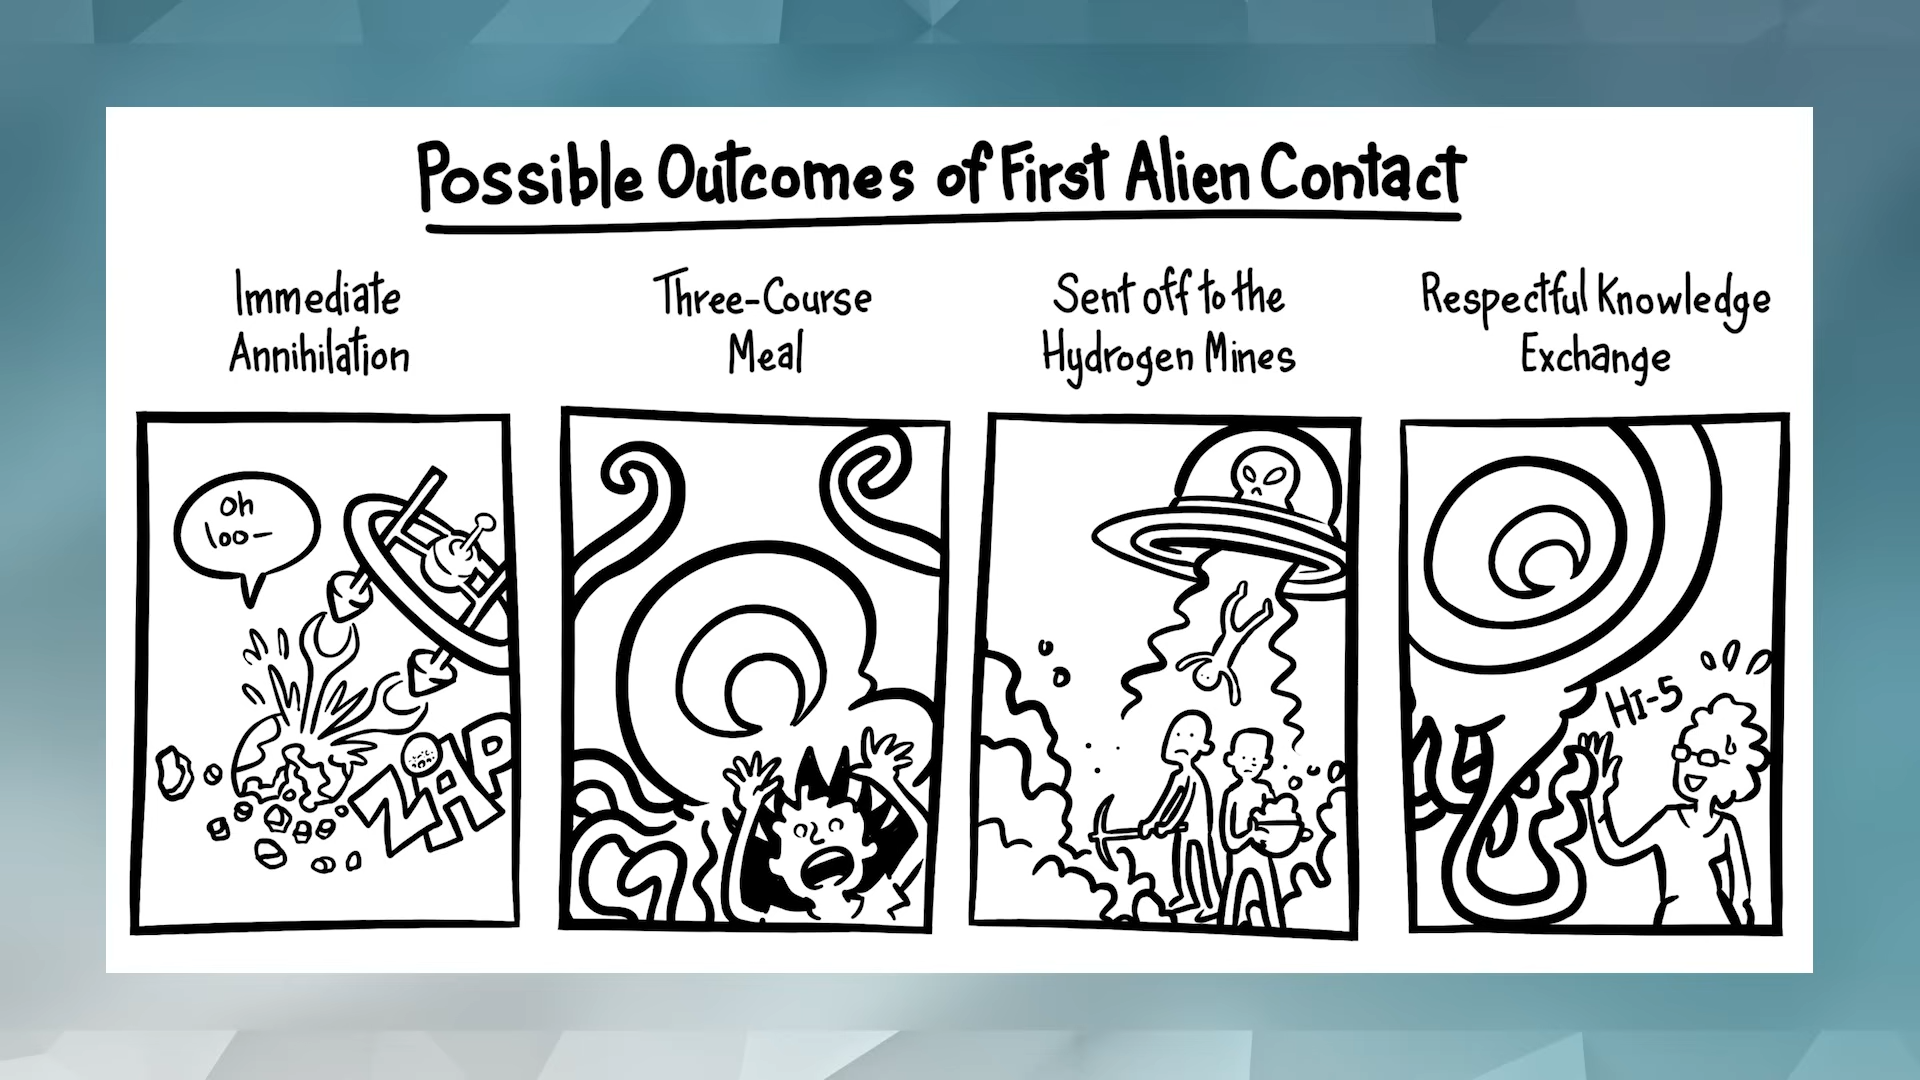 Possible Outcomes of First Alien Contact
Immediate
Annihilation
Three-Course
Meal
Sent off to the
Hydrogen Mines
Respectful Knowledge
Exchange
oh
loo–
ZAP
HI-5